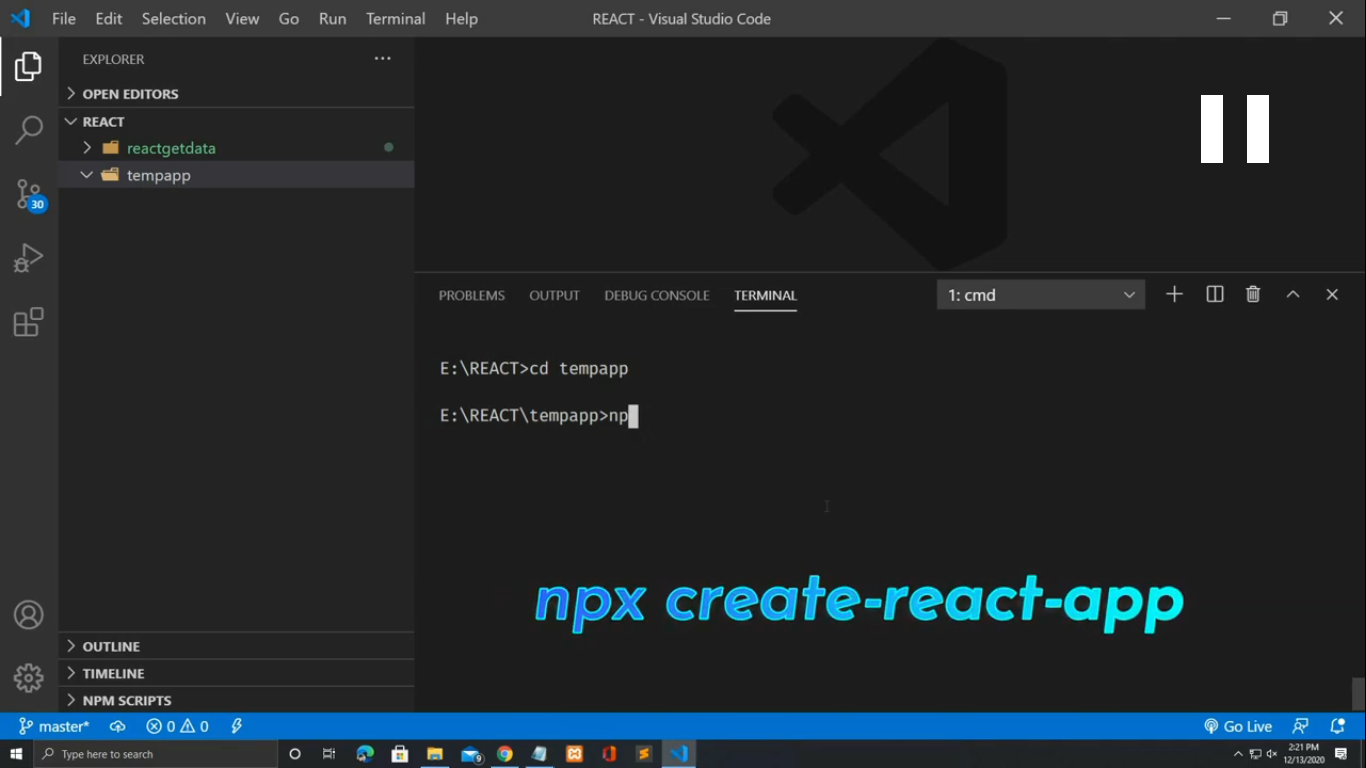 File Edit Selection View Go Run Terminal Help REACT - Visual Studio Code
EXPLORER
OPEN EDITORS
REACT
reactgetdata
tempapp
30
PROBLEMS OUTPUT DEBUG CONSOLE TERMINAL 1: cmd
E:\REACT>cd tempapp
E:\REACT\tempapp>np
npx create-react-app
OUTLINE
TIMELINE
NPM SCRIPTS
master* 0 0 Go Live
Type here to search 9 2:21 PM
12/13/2020